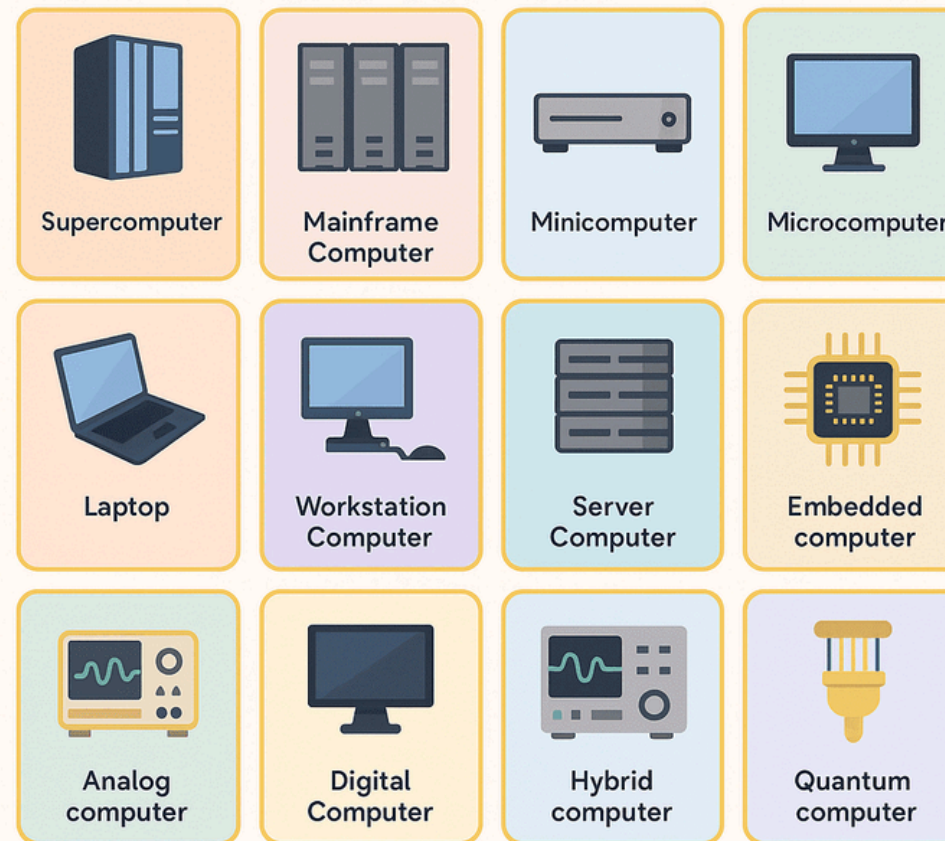 Supercomputer
Mainframe
Computer
Minicomputer
Microcomputer
Laptop
Workstation
Computer
Server
Computer
Embedded
computer
Analog
computer
Digital
Computer
Hybrid
computer
Quantum
computer